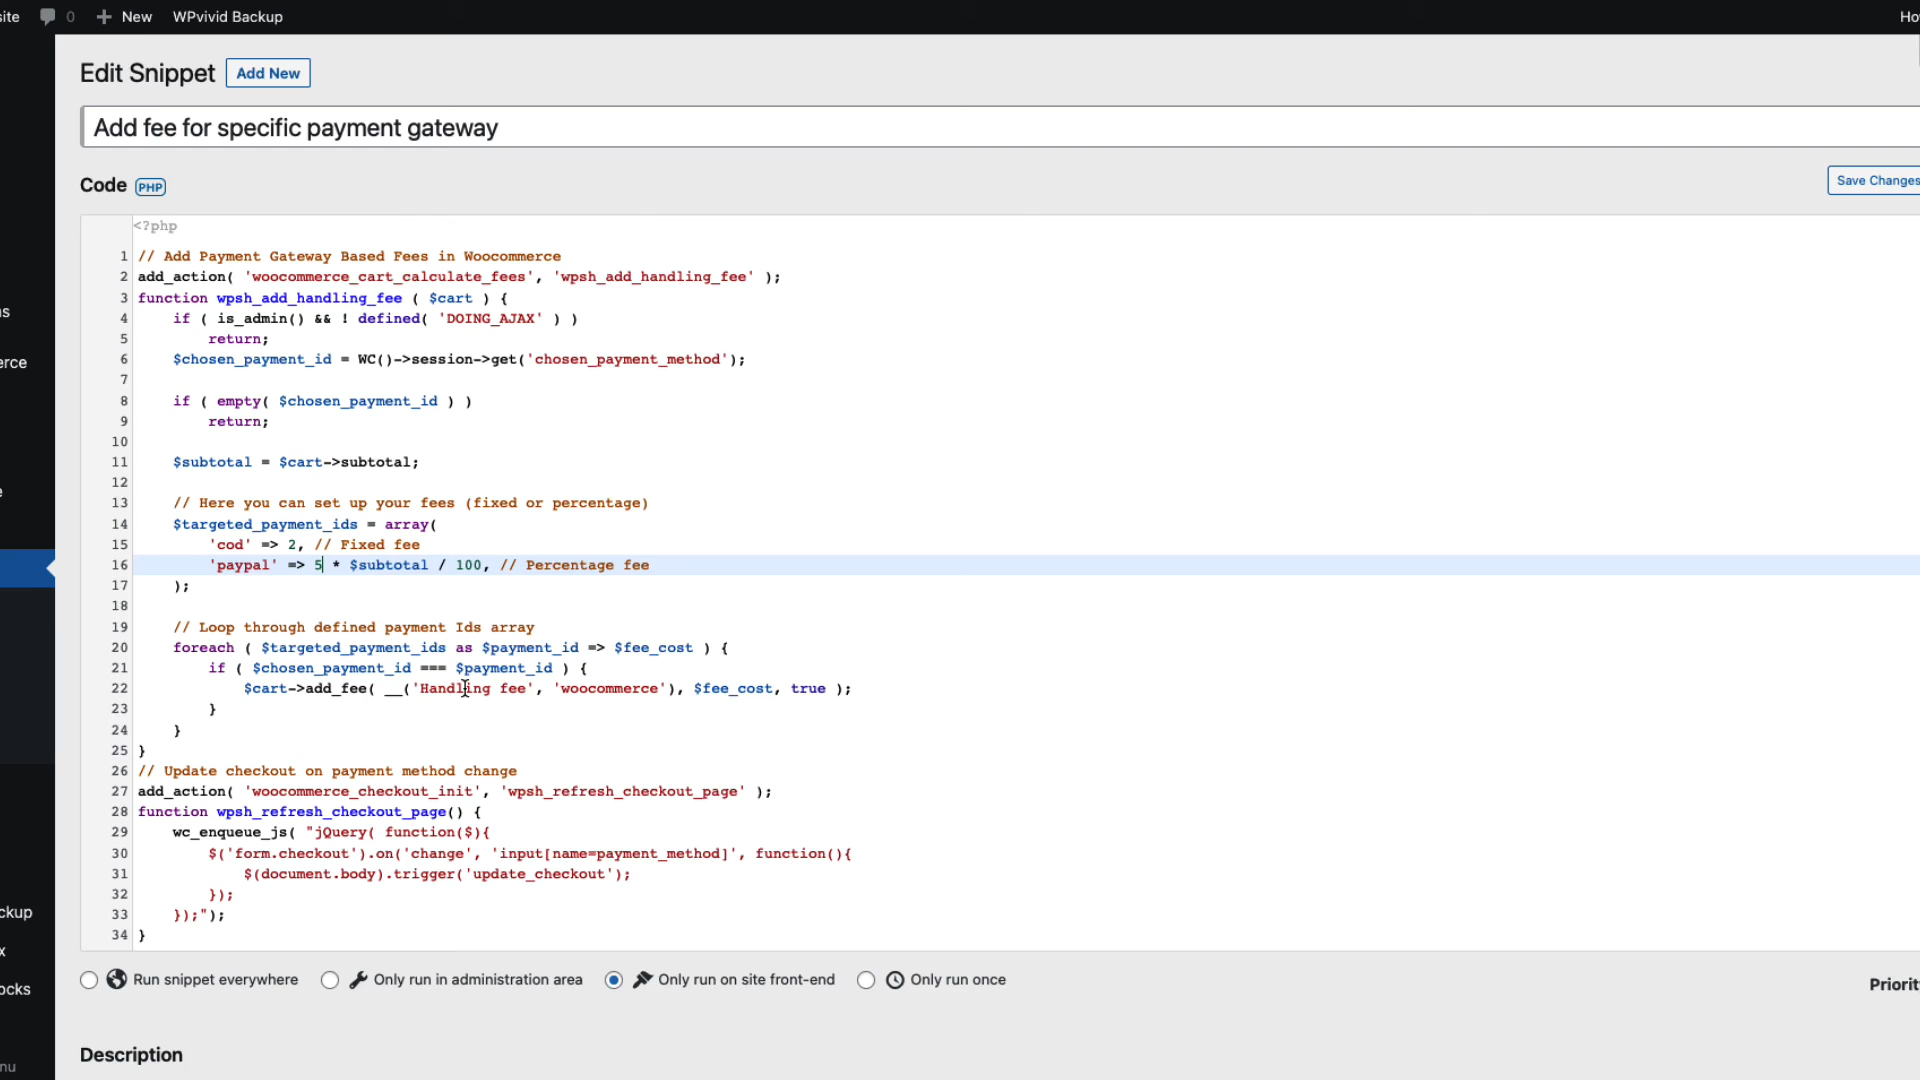 ite 0 New WPvivid Backup Ho
Edit Snippet Add New
Add fee for specific payment gateway
Code PHP
Save Changes
<?php
1 // Add Payment Gateway Based Fees in Woocommerce
2 add_action( 'woocommerce_cart_calculate_fees', 'wpsh_add_handling_fee' );
3 function wpsh_add_handling_fee ( $cart ) {
4 if ( is_admin() && ! defined( 'DOING_AJAX' ) )
5 return;
6 $chosen_payment_id = WC()->session->get('chosen_payment_method');
7
8 if ( empty( $chosen_payment_id ) )
9 return;
10
11 $subtotal = $cart->subtotal;
12
13 // Here you can set up your fees (fixed or percentage)
14 $targeted_payment_ids = array(
15 'cod' => 2, // Fixed fee
16 'paypal' => 5 * $subtotal / 100, // Percentage fee
17 );
18
19 // Loop through defined payment Ids array
20 foreach ( $targeted_payment_ids as $payment_id => $fee_cost ) {
21 if ( $chosen_payment_id === $payment_id ) {
22 $cart->add_fee( __('Handling fee', 'woocommerce'), $fee_cost, true );
23 }
24 }
25 }
26 // Update checkout on payment method change
27 add_action( 'woocommerce_checkout_init', 'wpsh_refresh_checkout_page' );
28 function wpsh_refresh_checkout_page() {
29 wc_enqueue_js( "jQuery( function($){
30 $('form.checkout').on('change', 'input[name=payment_method]', function(){
31 $(document.body).trigger('update_checkout');
32 });
33 });");
34 }
Run snippet everywhere Only run in administration area Only run on site front-end Only run once
Priorit
Description
s
erce
e
ckup
x
ocks
nu